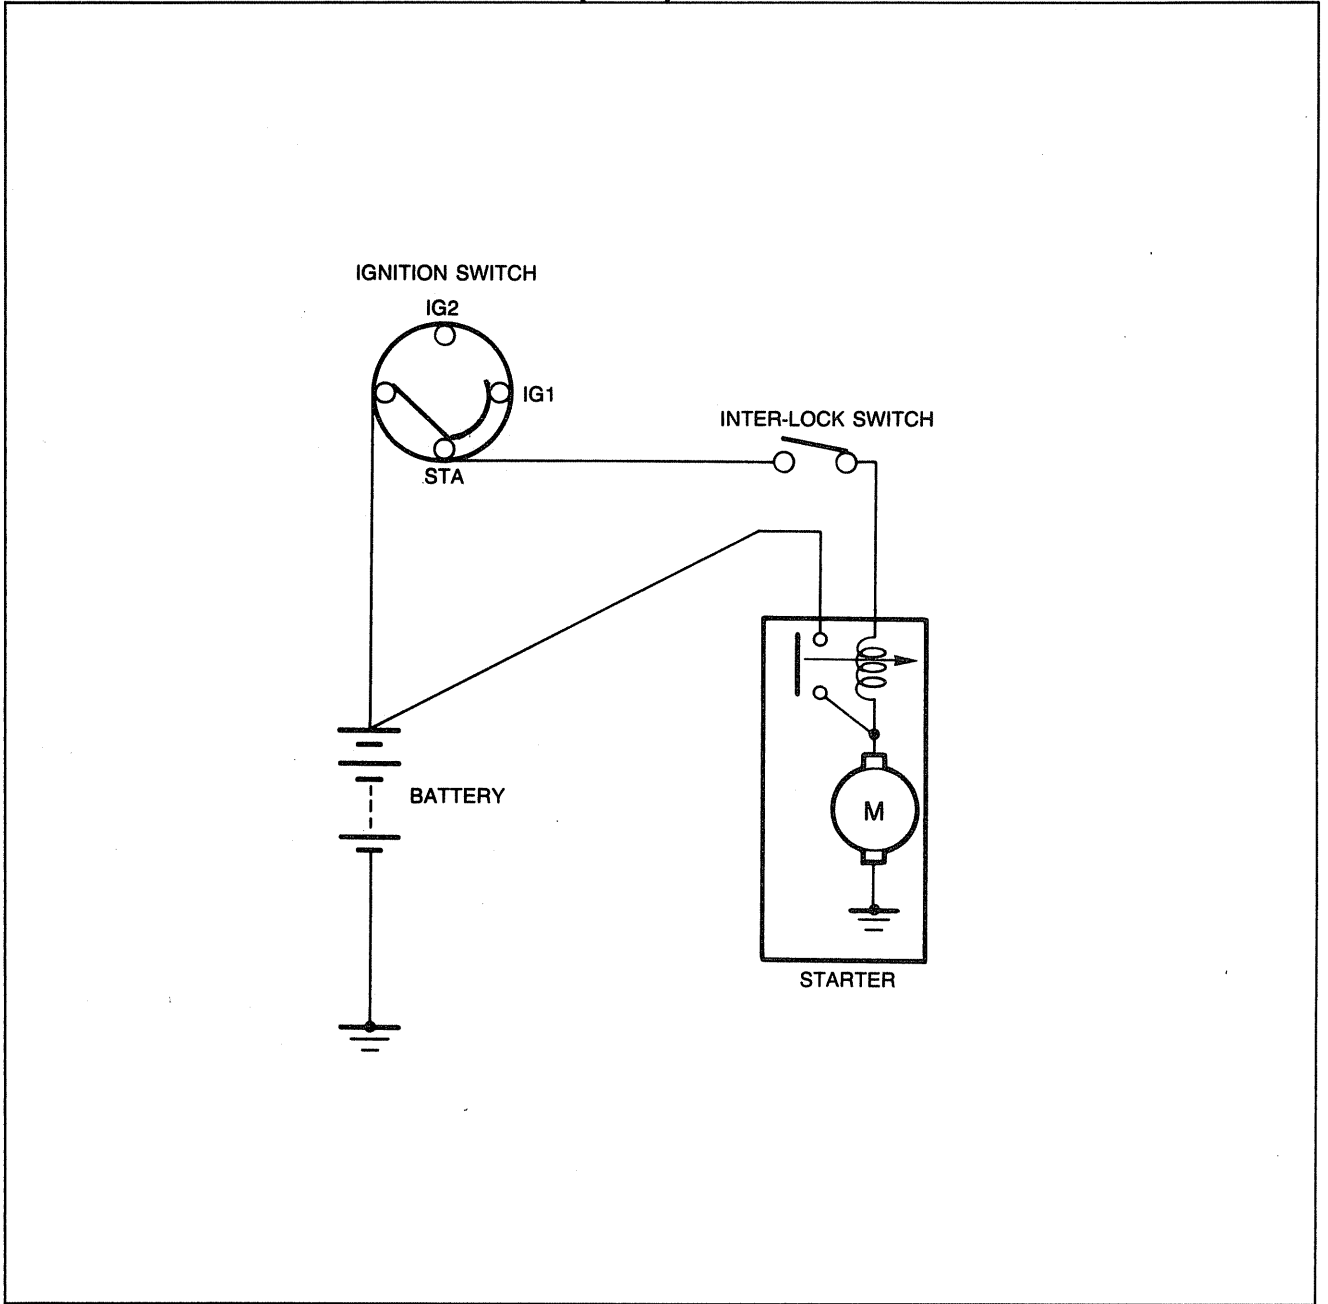 IGNITION SWITCH
IG2
IG1
STA
INTER-LOCK SWITCH
BATTERY
M
STARTER